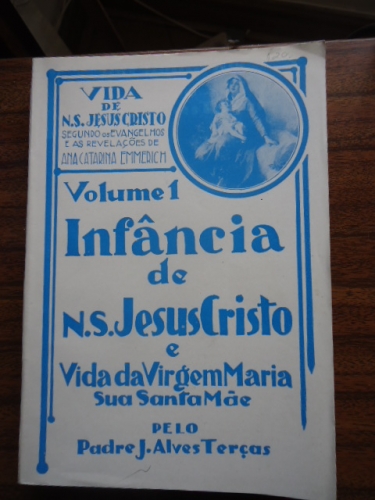 VIDA
DE
N.S. JESUS CRISTO
SEGUNDO OS EVANGELHOS
E AS REVELAÇÕES DE
ANA CATARINA EMMERICH
Volume 1
Infância
de
N.S. Jesus Cristo
e
Vida da Virgem Maria
Sua Santa Mãe
PELO
Padre J. Alves Terças